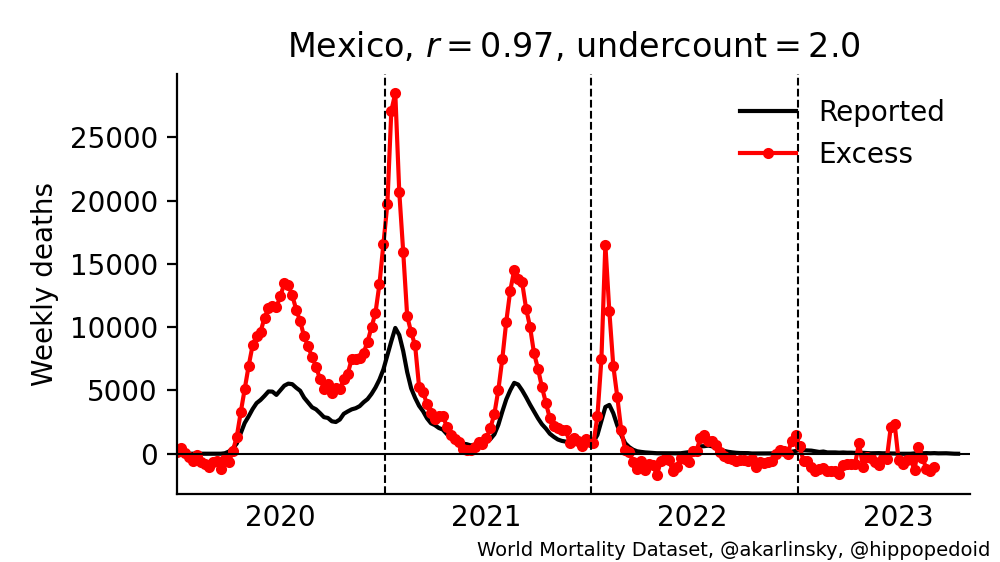 Mexico, r = 0.97, undercount = 2.0
Reported
Excess
Weekly deaths
25000
20000
15000
10000
5000
0
2020 2021 2022 2023
World Mortality Dataset, @akarlinsky, @hippopedoid